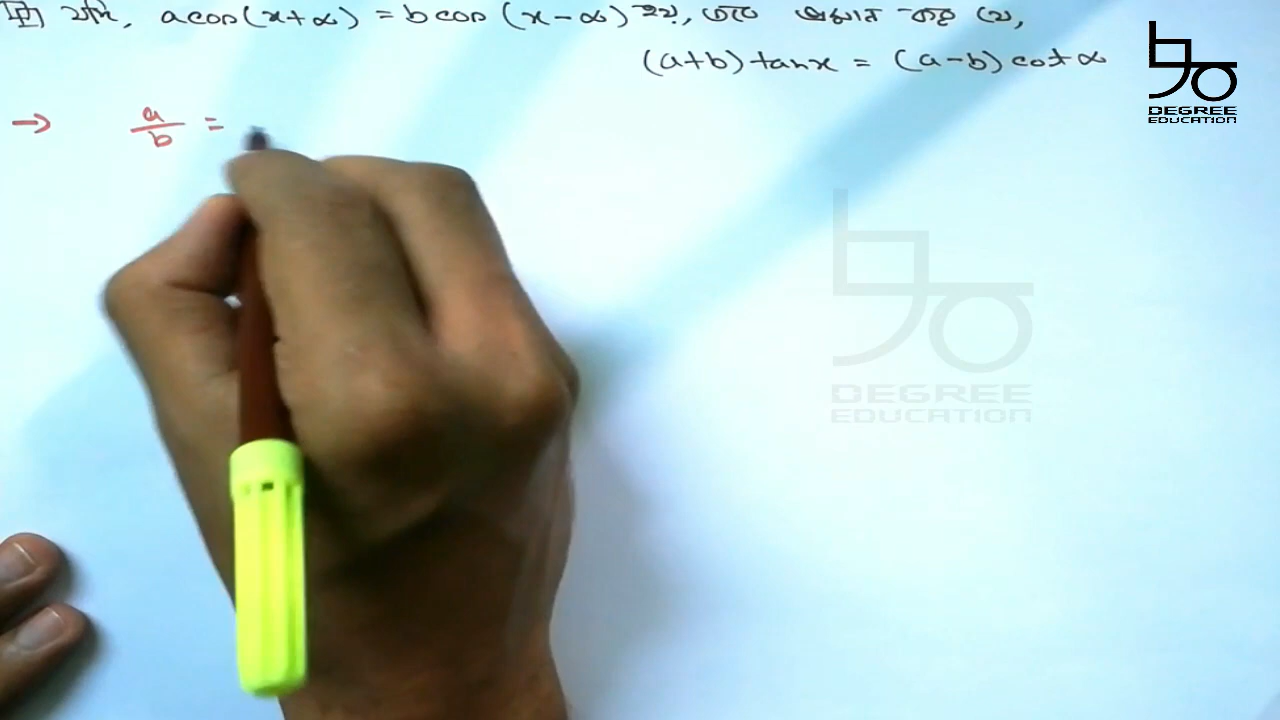 যদি, acos(x+α) = bcos(x-α) হয়, তবে প্রমাণ কর যে,
(a+b)tanx = (a-b) cotα
→ a/b =
DEGREE
EDUCATION
DEGREE
EDUCATION